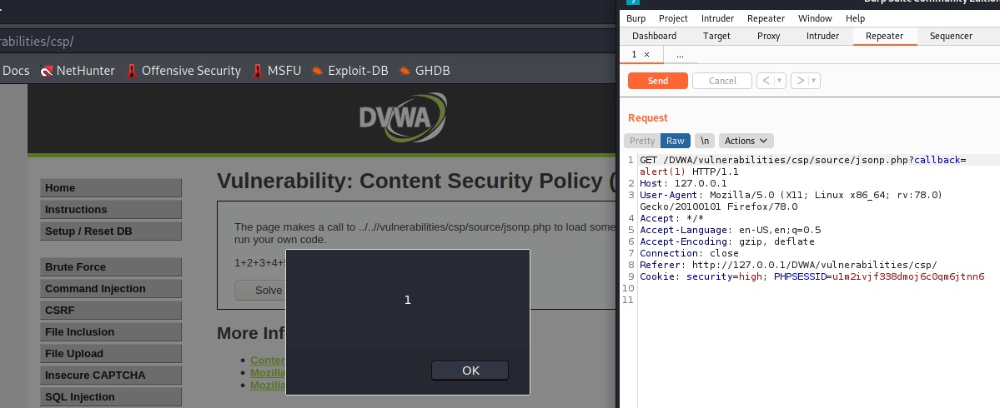 rabilities/csp/
Docs NetHunter Offensive Security MSFU Exploit-DB GHDB
DVWA
Home
Instructions
Setup / Reset DB
Brute Force
Command Injection
CSRF
File Inclusion
File Upload
Insecure CAPTCHA
SQL Injection
Vulnerability: Content Security Policy (
The page makes a call to ../..//vulnerabilities/csp/source/jsonp.php to load some
run your own code.
1+2+3+4+
Solve
More Inf
Conten
Mozilla
Mozilla
1
OK
Burp Suite Community Edition
Burp Project Intruder Repeater Window Help
Dashboard Target Proxy Intruder Repeater Sequencer
1 × ...
Send Cancel < > 
Request
Pretty Raw \n Actions
1 GET /DVWA/vulnerabilities/csp/source/jsonp.php?callback=
alert(1) HTTP/1.1
2 Host: 127.0.0.1
3 User-Agent: Mozilla/5.0 (X11; Linux x86_64; rv:78.0)
Gecko/20100101 Firefox/78.0
4 Accept: */*
5 Accept-Language: en-US,en;q=0.5
6 Accept-Encoding: gzip, deflate
7 Connection: close
8 Referer: http://127.0.0.1/DVWA/vulnerabilities/csp/
9 Cookie: security=high; PHPSESSID=u1m2ivjf338dmoj6c0qm6jtnn6
10
11